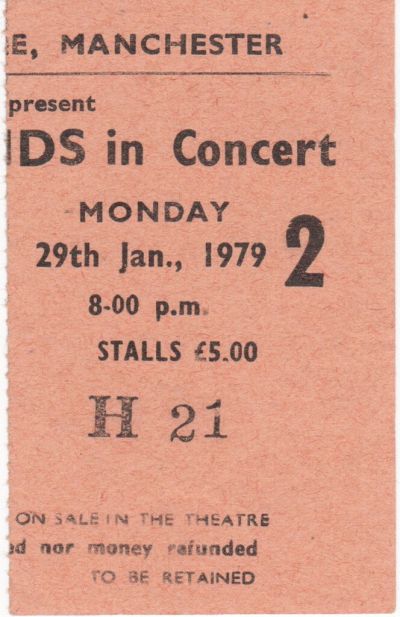 E, MANCHESTER
present
NDS in Concert
MONDAY
29th Jan., 1979 2
8-00 p.m.
STALLS £5.00
H 21
ON SALE IN THE THEATRE
ed nor money refunded
TO BE RETAINED